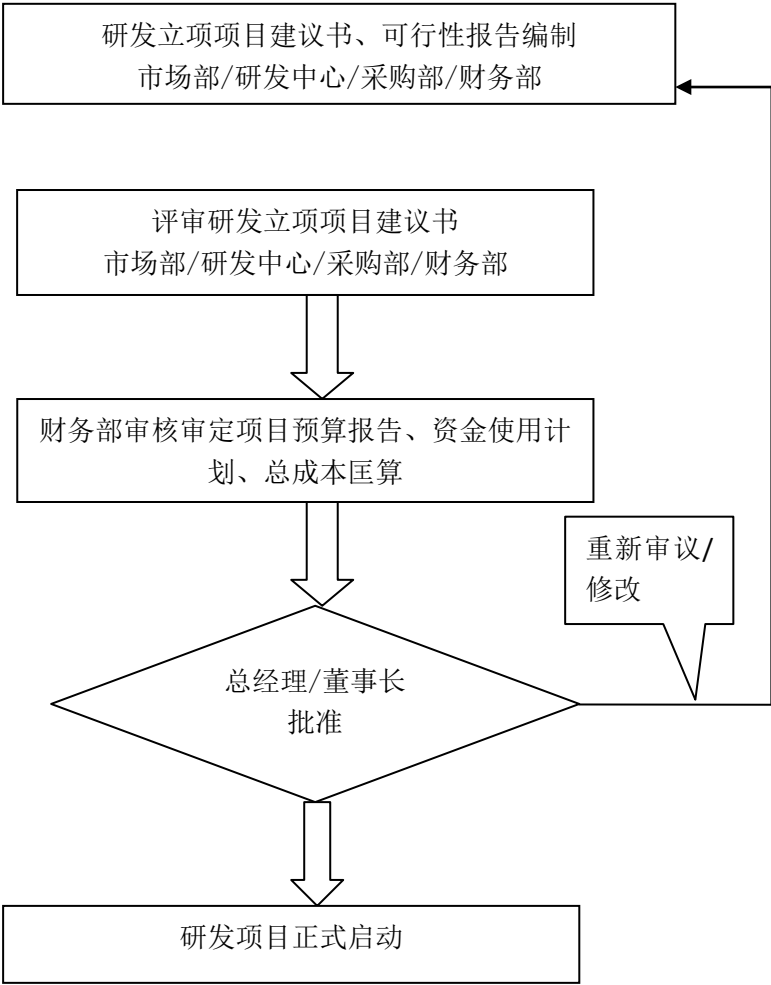 研发立项项目建议书、可行性报告编制
市场部/研发中心/采购部/财务部
评审研发立项项目建议书
市场部/研发中心/采购部/财务部
财务部审核审定项目预算报告、资金使用计
划、总成本匡算
重新审议/
修改
总经理/董事长
批准
研发项目正式启动